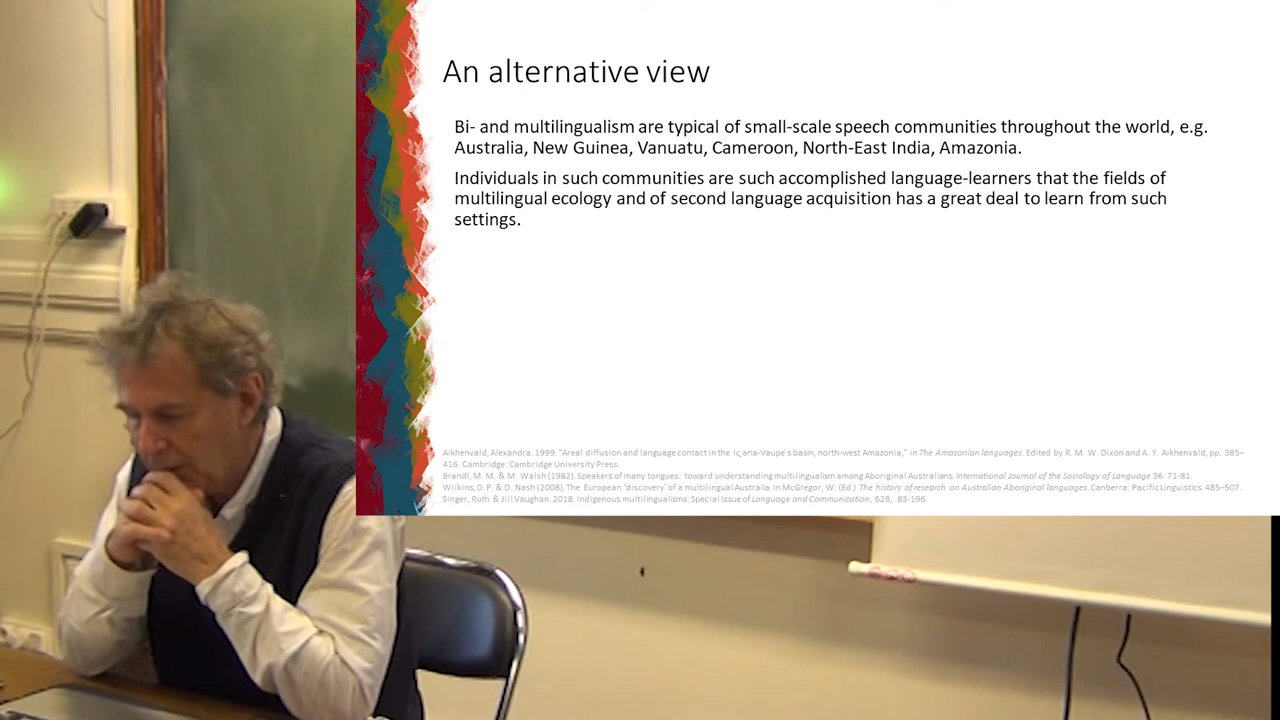 An alternative view
Bi- and multilingualism are typical of small-scale speech communities throughout the world, e.g.
Australia, New Guinea, Vanuatu, Cameroon, North-East India, Amazonia.
Individuals in such communities are such accomplished language-learners that the fields of
multilingual ecology and of second language acquisition has a great deal to learn from such
settings.
Aikhenvald, Alexandra. 1999. "Areal diffusion and language contact in the Iç ana-Vaupe´s basin, north-west Amazonia," in The Amazonian languages. Edited by R. M. W. Dixon and A. Y. Aikhenvald, pp. 385–
416. Cambridge: Cambridge University Press.
Brandl, M. M. & M. Walsh (1982). Speakers of many tongues: toward understanding multilingualism among Aboriginal Australians. International Journal of the Sociology of Language 36: 71-81.
Wilkins, D. P. & D. Nash (2008). The European 'discovery' of a multilingual Australia. In McGregor, W. (Ed.) The history of research on Australian Aboriginal languages. Canberra: Pacific Linguistics. 485–507.
Singer, Ruth & Jill Vaughan. 2018. Indigenous multilingualisms. Special Issue of Language and Communication, 62B, 83-196.